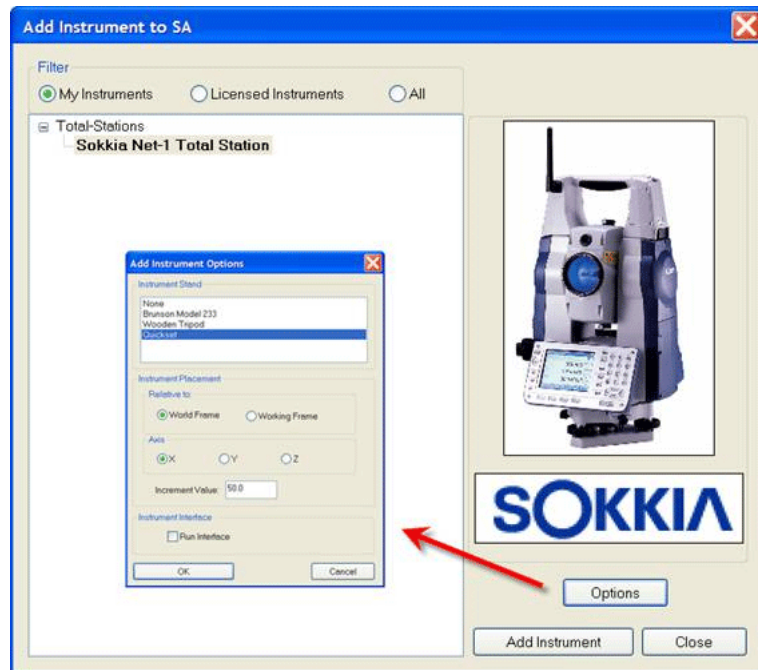 Add Instrument to SA
Filter
My Instruments
Licensed Instruments
All
Total-Stations
Sokkia Net-1 Total Station
Add Instrument Options
Instrument Stand
None
Brunson Model 233
Wooden Tripod
Quickset
Instrument Placement
Relative to:
World Frame
Working Frame
Axis
X
Y
Z
Increment Value: 50.0
Instrument Interface
Run Interface
OK
Cancel
SOKKIA
Options
Add Instrument
Close